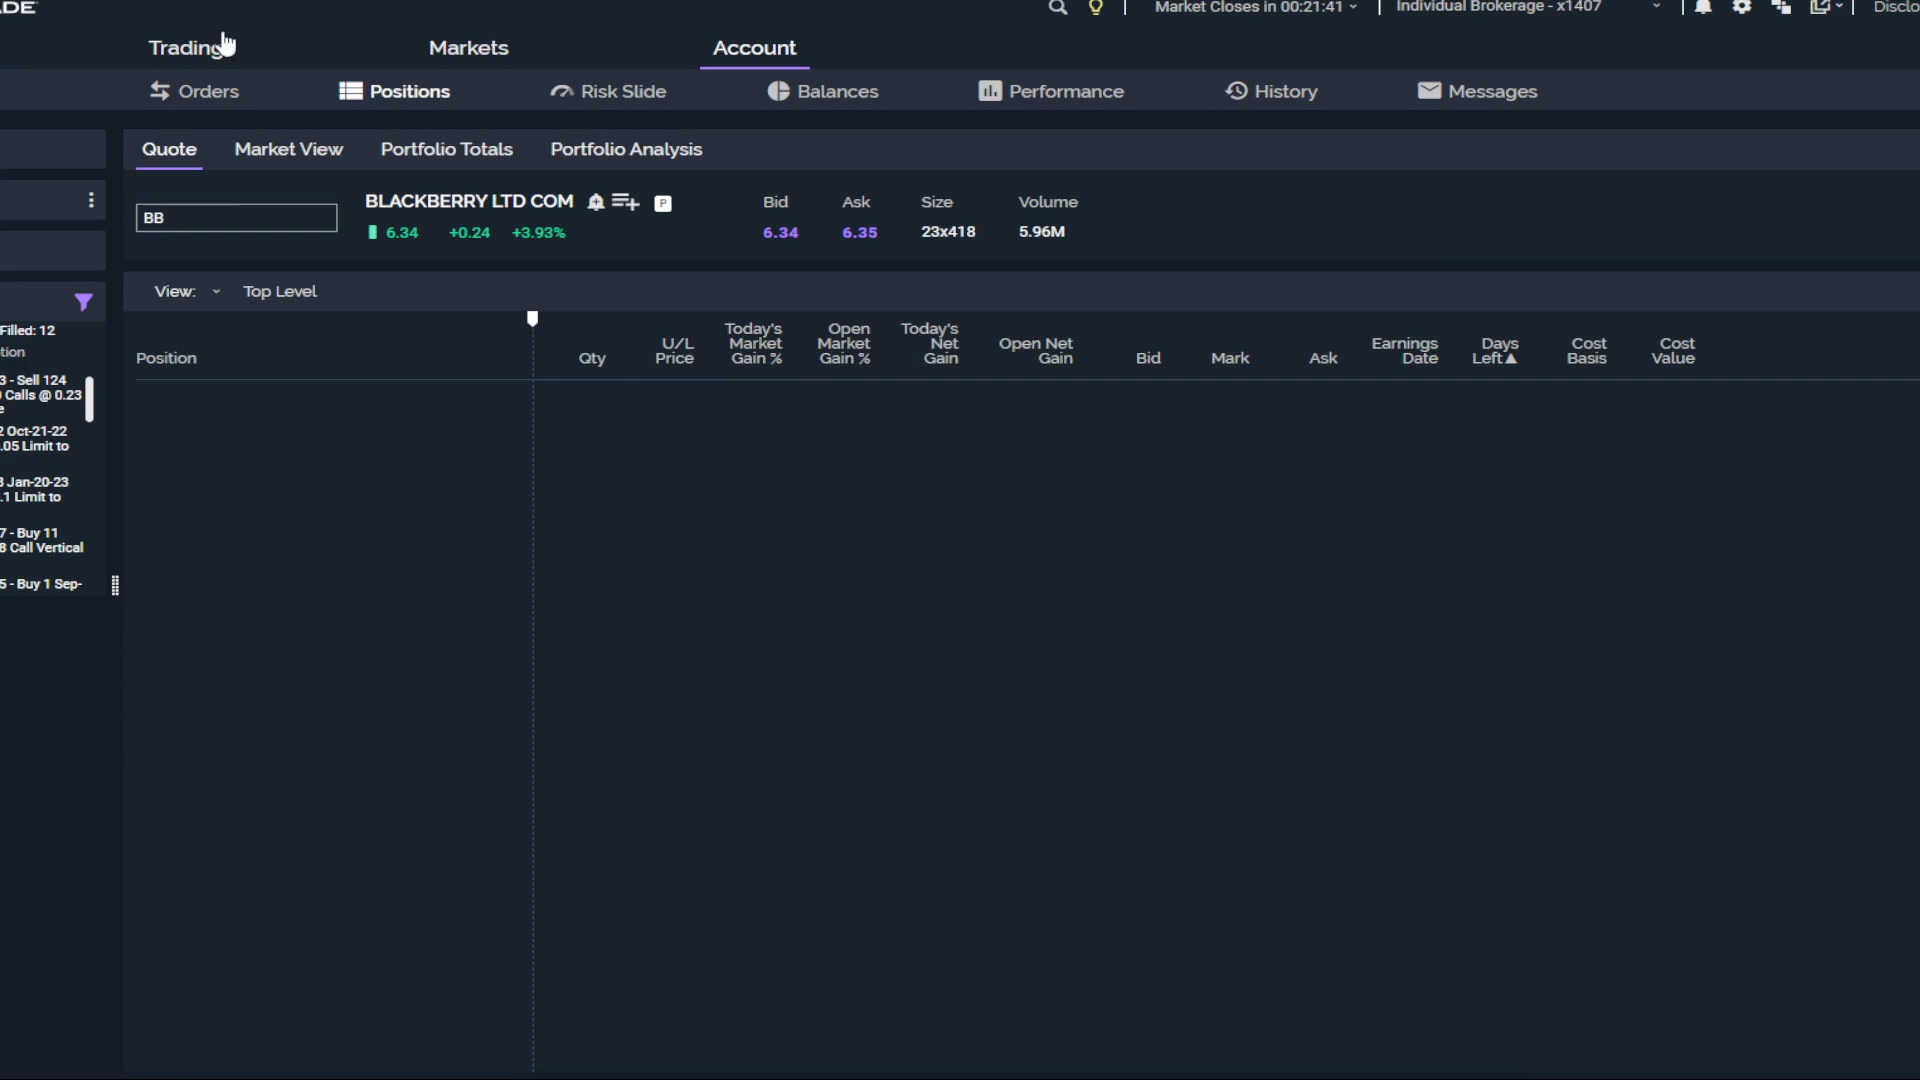 ADE
Market Closes in 00:21:41
Individual Brokerage - x1407
Disclo
Trading
Markets
Account
Orders
Positions
Risk Slide
Balances
Performance
History
Messages
Quote
Market View
Portfolio Totals
Portfolio Analysis
BB
BLACKBERRY LTD COM
P
6.34 +0.24 +3.93%
Bid
6.34
Ask
6.35
Size
23x418
Volume
5.96M
View:
Top Level
Filled: 12
tion
3 - Sell 124
Calls @ 0.23
e
2 Oct-21-22
.05 Limit to
3 Jan-20-23
.1 Limit to
7 - Buy 11
8 Call Vertical
5 - Buy 1 Sep-
Position
Qty
U/L
Price
Today's
Market
Gain %
Open
Market
Gain %
Today's
Net
Gain
Open Net
Gain
Bid
Mark
Ask
Earnings
Date
Days
Left▲
Cost
Basis
Cost
Value